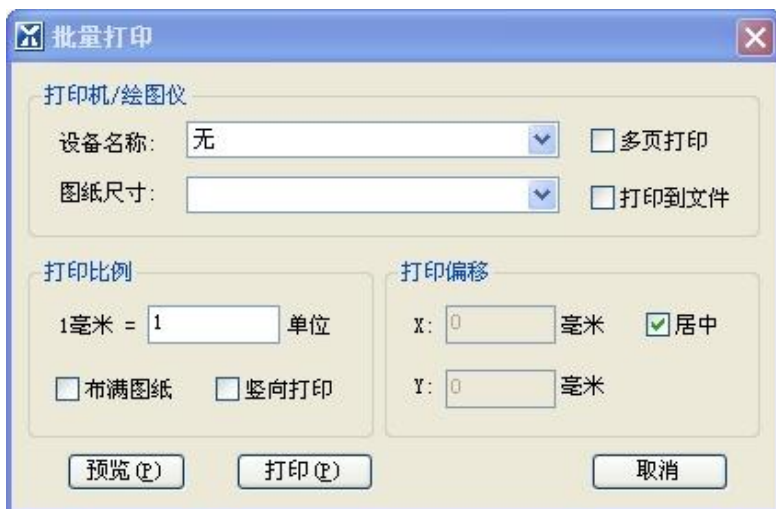 批量打印
打印机/绘图仪
设备名称: 无 多页打印
图纸尺寸: 打印到文件
打印比例 打印偏移
1毫米 = 1 单位 X: 0 毫米 居中
布满图纸 竖向打印 Y: 0 毫米
预览(P) 打印(P) 取消